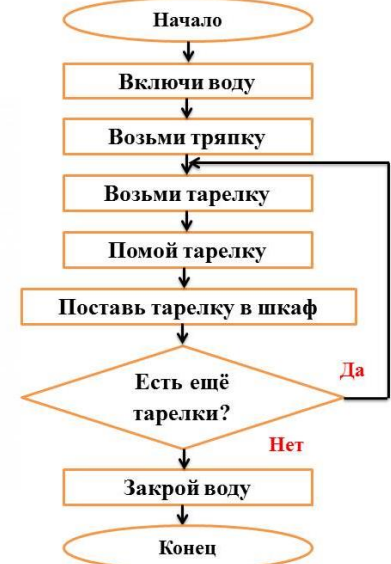 Начало
Включи воду
Возьми тряпку
Возьми тарелку
Помой тарелку
Поставь тарелку в шкаф
Есть ещё
тарелки?
Да
Нет
Закрой воду
Конец